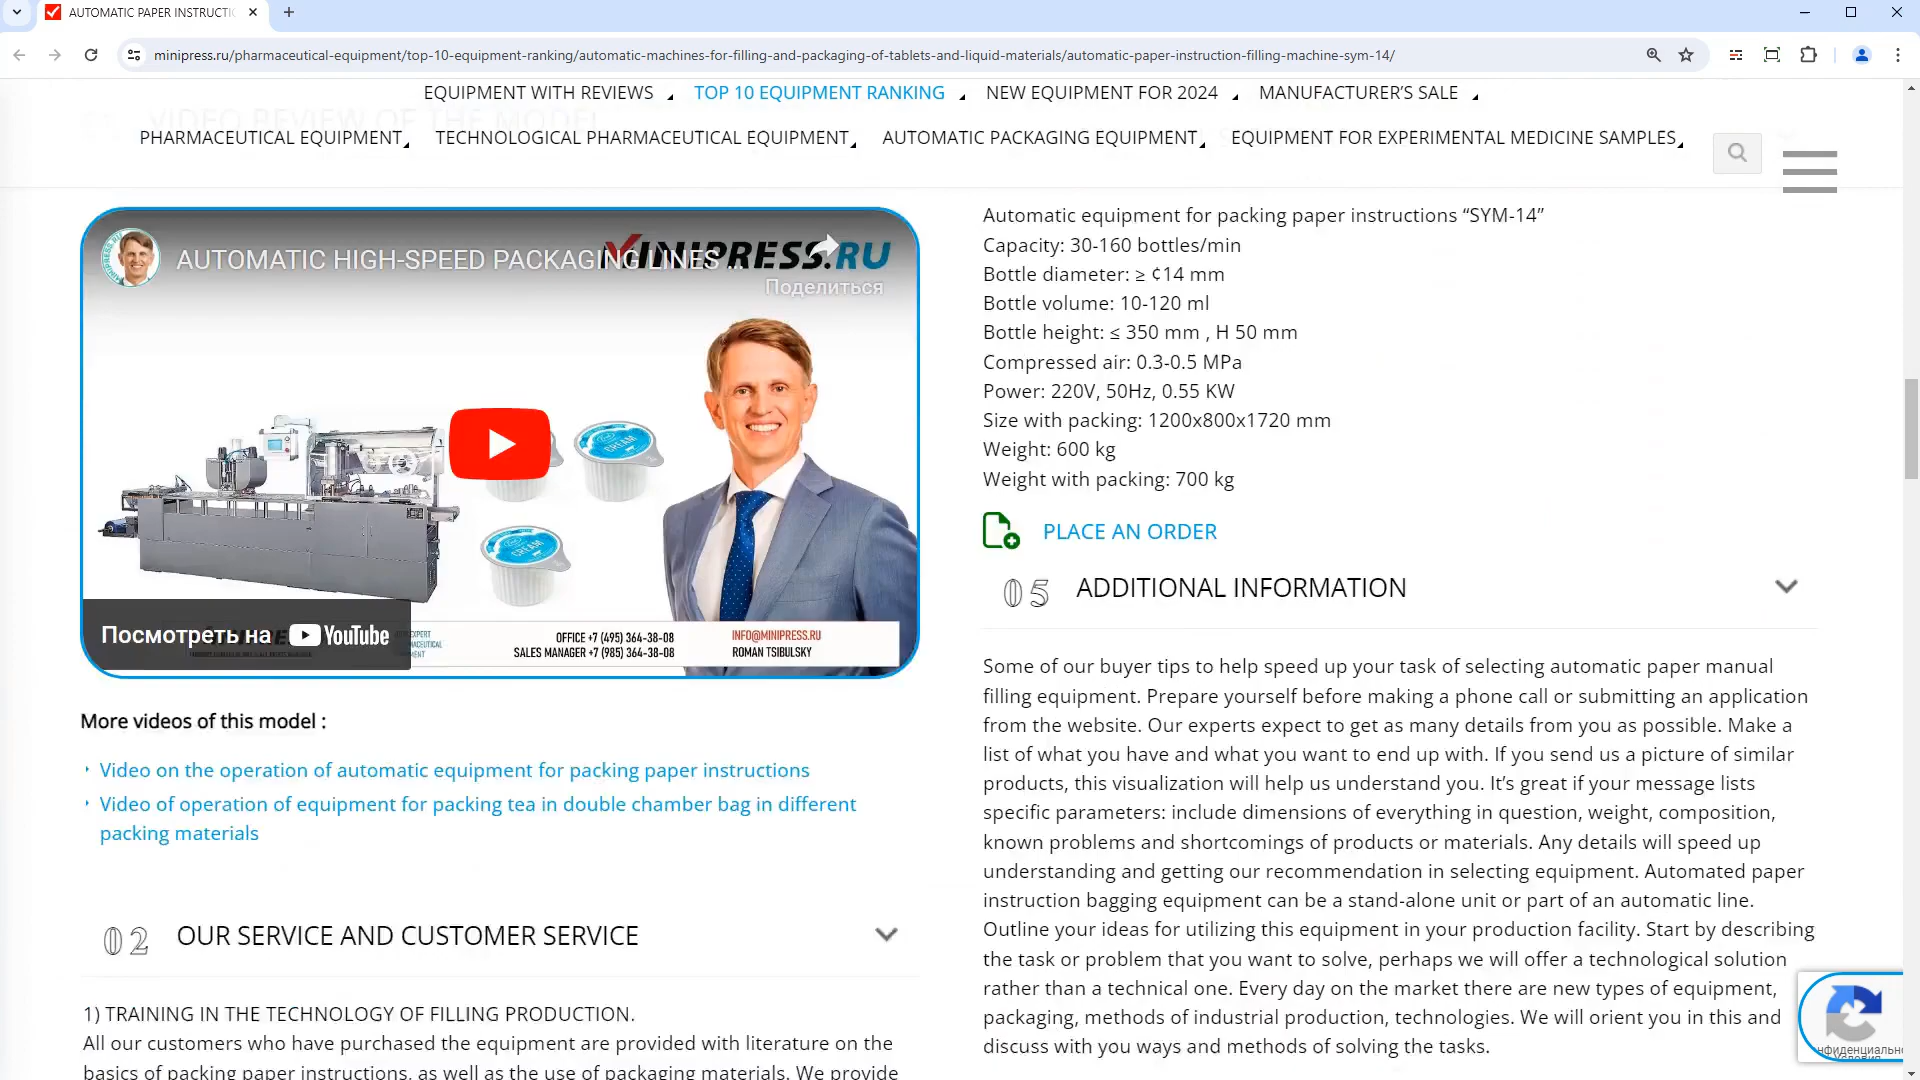 AUTOMATIC PAPER INSTRUCTIO
minipress.ru/pharmaceutical-equipment/top-10-equipment-ranking/automatic-machines-for-filling-and-packaging-of-tablets-and-liquid-materials/automatic-paper-instruction-filling-machine-sym-14/
EQUIPMENT WITH REVIEWS TOP 10 EQUIPMENT RANKING NEW EQUIPMENT FOR 2024 MANUFACTURER'S SALE
VIDEO REVIEW OF THE MODEL
PHARMACEUTICAL EQUIPMENT TECHNOLOGICAL PHARMACEUTICAL EQUIPMENT AUTOMATIC PACKAGING EQUIPMENT EQUIPMENT FOR EXPERIMENTAL MEDICINE SAMPLES
AUTOMATIC HIGH-SPEED PACKAGING LINES ...
MINIPRESS.RU
Поделиться
CREAM
CREAM
Посмотреть на YouTube
OFFICE +7 (495) 364-38-08
SALES MANAGER +7 (985) 364-38-08
INFO@MINIPRESS.RU
ROMAN TSIBULSKY
More videos of this model :
Video on the operation of automatic equipment for packing paper instructions
Video of operation of equipment for packing tea in double chamber bag in different
packing materials
02 OUR SERVICE AND CUSTOMER SERVICE
1) TRAINING IN THE TECHNOLOGY OF FILLING PRODUCTION.
All our customers who have purchased the equipment are provided with literature on the
basics of packing paper instructions, as well as the use of packaging materials. We provide
Automatic equipment for packing paper instructions “SYM-14”
Capacity: 30-160 bottles/min
Bottle diameter: ≥ ¢14 mm
Bottle volume: 10-120 ml
Bottle height: ≤ 350 mm , H 50 mm
Compressed air: 0.3-0.5 MPa
Power: 220V, 50Hz, 0.55 KW
Size with packing: 1200x800x1720 mm
Weight: 600 kg
Weight with packing: 700 kg
PLACE AN ORDER
05 ADDITIONAL INFORMATION
Some of our buyer tips to help speed up your task of selecting automatic paper manual
filling equipment. Prepare yourself before making a phone call or submitting an application
from the website. Our experts expect to get as many details from you as possible. Make a
list of what you have and what you want to end up with. If you send us a picture of similar
products, this visualization will help us understand you. It’s great if your message lists
specific parameters: include dimensions of everything in question, weight, composition,
known problems and shortcomings of products or materials. Any details will speed up
understanding and getting our recommendation in selecting equipment. Automated paper
instruction bagging equipment can be a stand-alone unit or part of an automatic line.
Outline your ideas for utilizing this equipment in your production facility. Start by describing
the task or problem that you want to solve, perhaps we will offer a technological solution
rather than a technical one. Every day on the market there are new types of equipment,
packaging, methods of industrial production, technologies. We will orient you in this and
discuss with you ways and methods of solving the tasks.